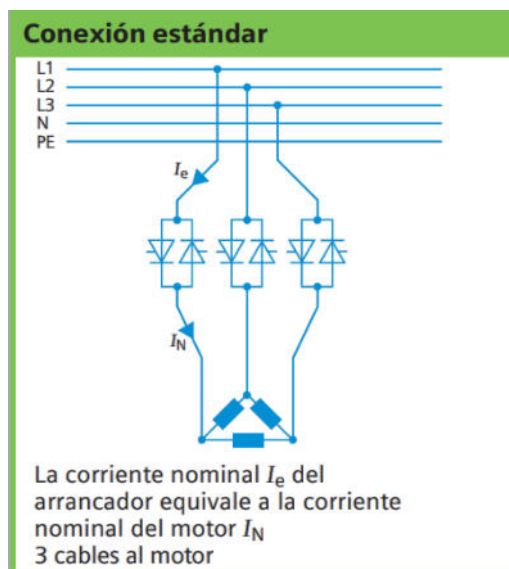 Conexión estándar
L1
L2
L3
N
PE
Ie
IN
La corriente nominal Ie del
arrancador equivale a la corriente
nominal del motor IN
3 cables al motor